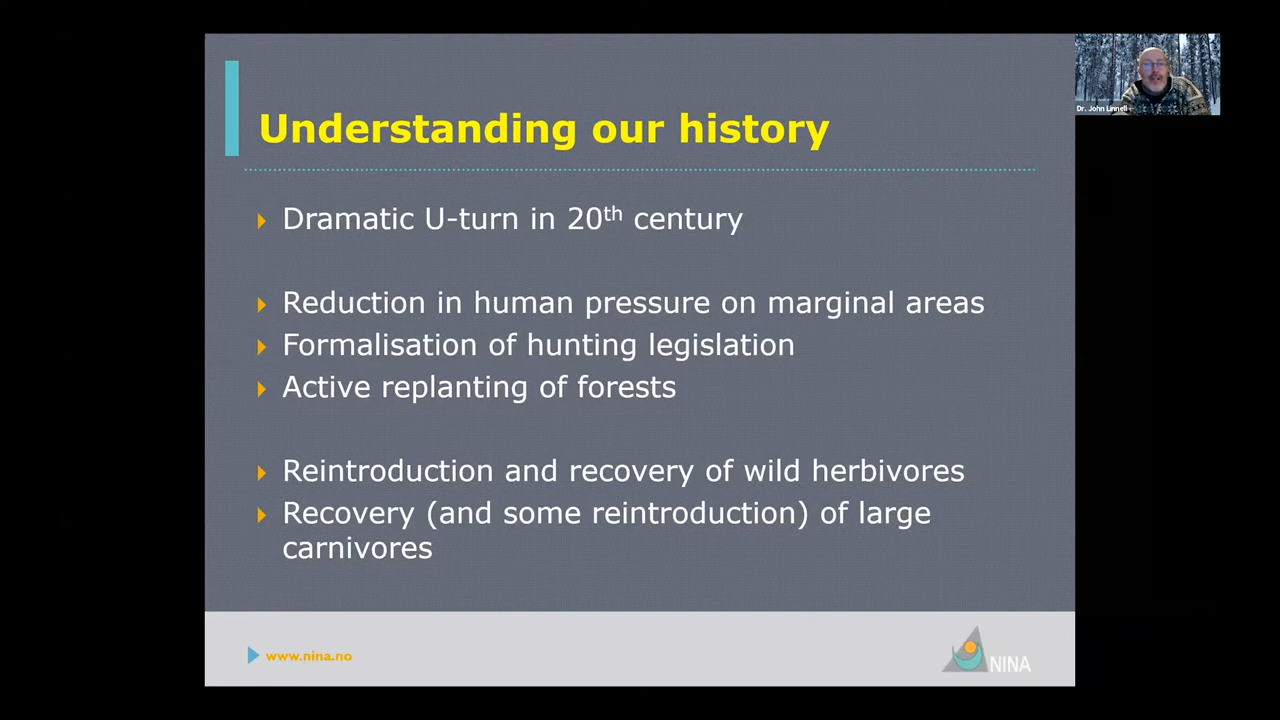 Dr. John Linnell
Understanding our history
Dramatic U-turn in 20th century
Reduction in human pressure on marginal areas
Formalisation of hunting legislation
Active replanting of forests
Reintroduction and recovery of wild herbivores
Recovery (and some reintroduction) of large
carnivores
www.nina.no
NINA